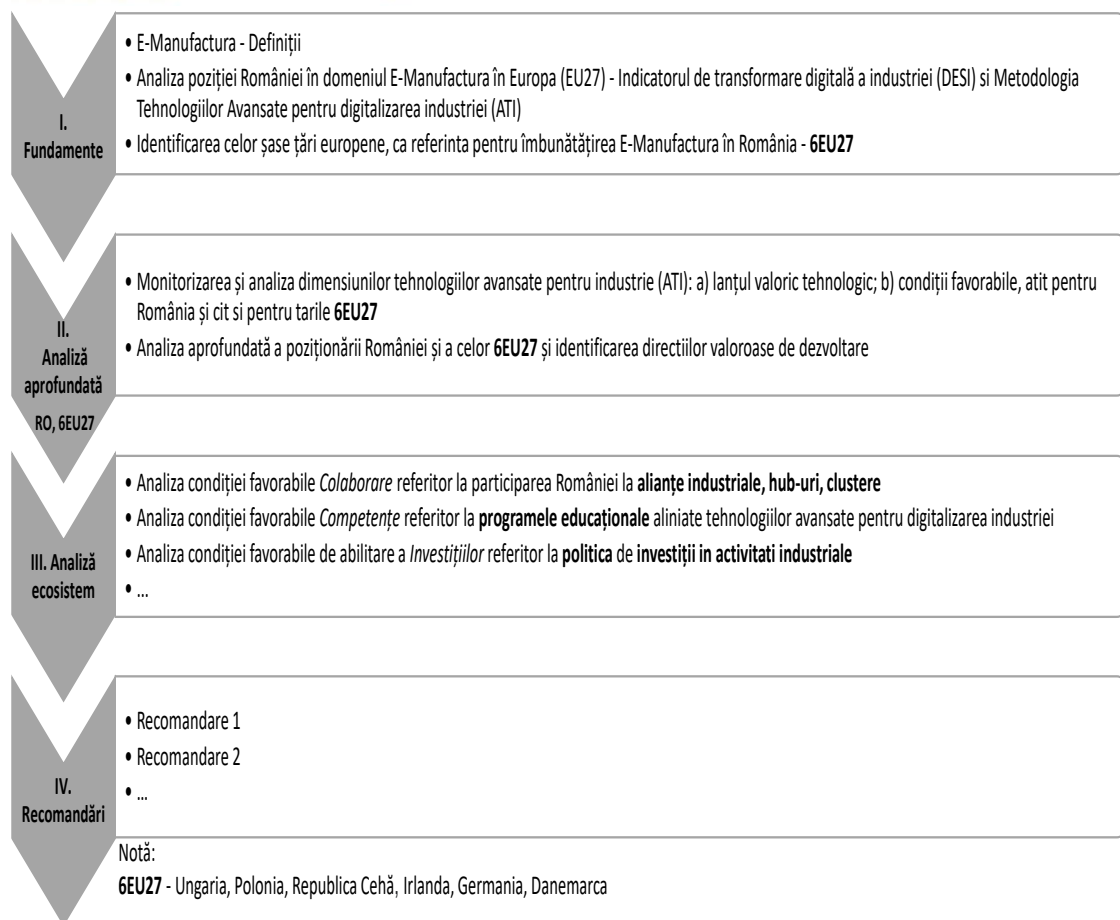 I.
Fundamente
• E-Manufactura - Definiții
• Analiza poziției României în domeniul E-Manufactura în Europa (EU27) - Indicatorul de transformare digitală a industriei (DESI) si Metodologia
Tehnologiilor Avansate pentru digitalizarea industriei (ATI)
• Identificarea celor șase țări europene, ca referinta pentru îmbunătățirea E-Manufactura în România - 6EU27
II.
Analiză
aprofundată
RO, 6EU27
• Monitorizarea și analiza dimensiunilor tehnologiilor avansate pentru industrie (ATI): a) lanțul valoric tehnologic; b) condiții favorabile, atit pentru
România și cit si pentru tarile 6EU27
• Analiza aprofundată a poziționării României și a celor 6EU27 și identificarea directiilor valoroase de dezvoltare
III. Analiză
ecosistem
• Analiza condiției favorabile Colaborare referitor la participarea României la alianțe industriale, hub-uri, clustere
• Analiza condiției favorabile Competențe referitor la programele educaționale aliniate tehnologiilor avansate pentru digitalizarea industriei
• Analiza condiției favorabile de abilitare a Investițiilor referitor la politica de investiții in activitati industriale
• ...
IV.
Recomandări
• Recomandare 1
• Recomandare 2
• ...
Notă:
6EU27 - Ungaria, Polonia, Republica Cehă, Irlanda, Germania, Danemarca